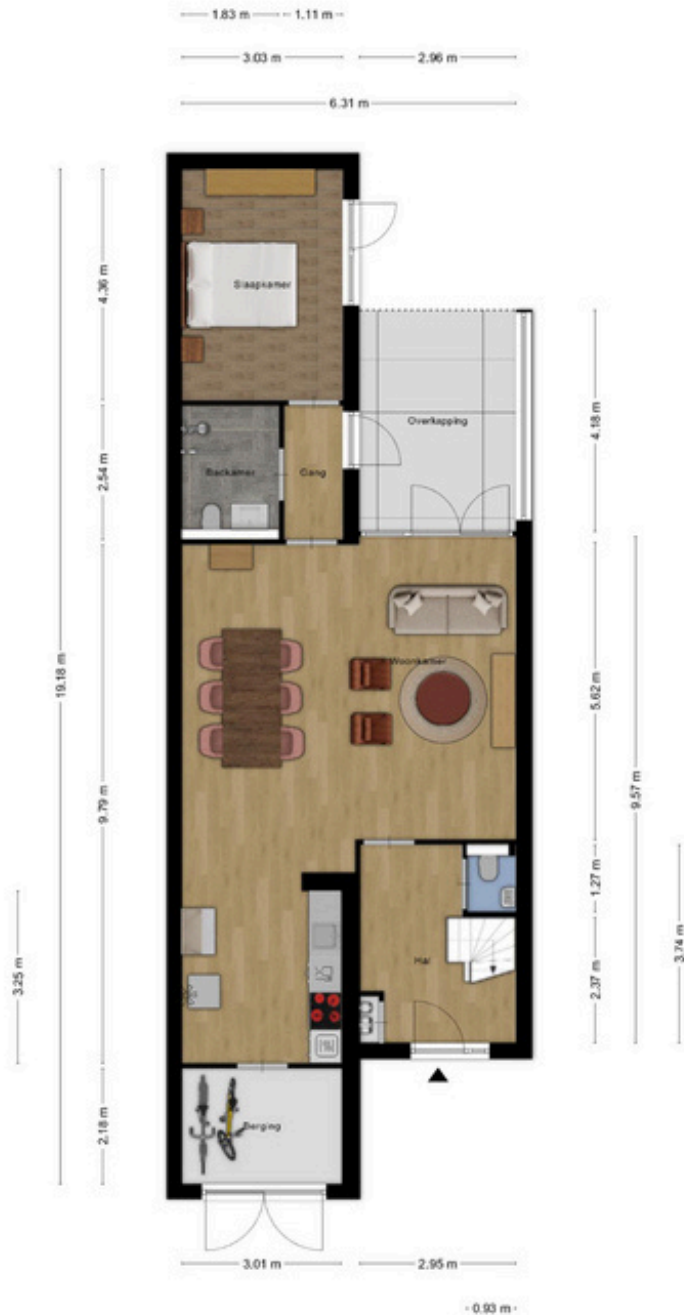 1.83 m
1.11 m
3.03 m
2.96 m
6.31 m
4.36 m
Slaapkamer
4.18 m
Overkapping
2.54 m
Badkamer
Gang
Woonkamer
19.18 m
5.62 m
9.57 m
9.79 m
1.27 m
3.74 m
3.25 m
Hal
2.37 m
2.18 m
Berging
3.01 m
2.95 m
0.93 m